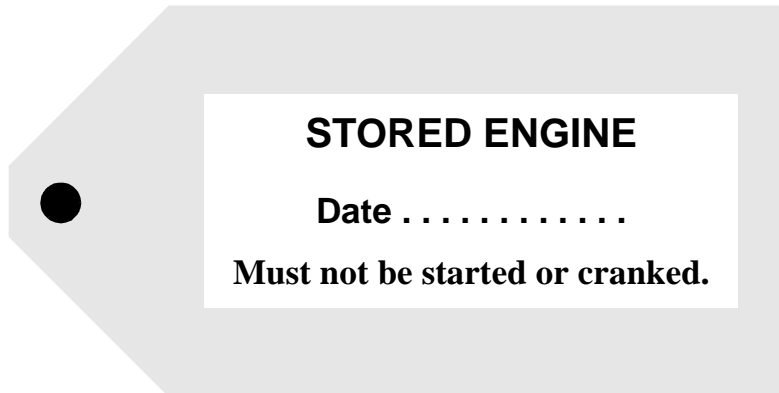 STORED ENGINE
Date . . . . . . . . . . . .
Must not be started or cranked.